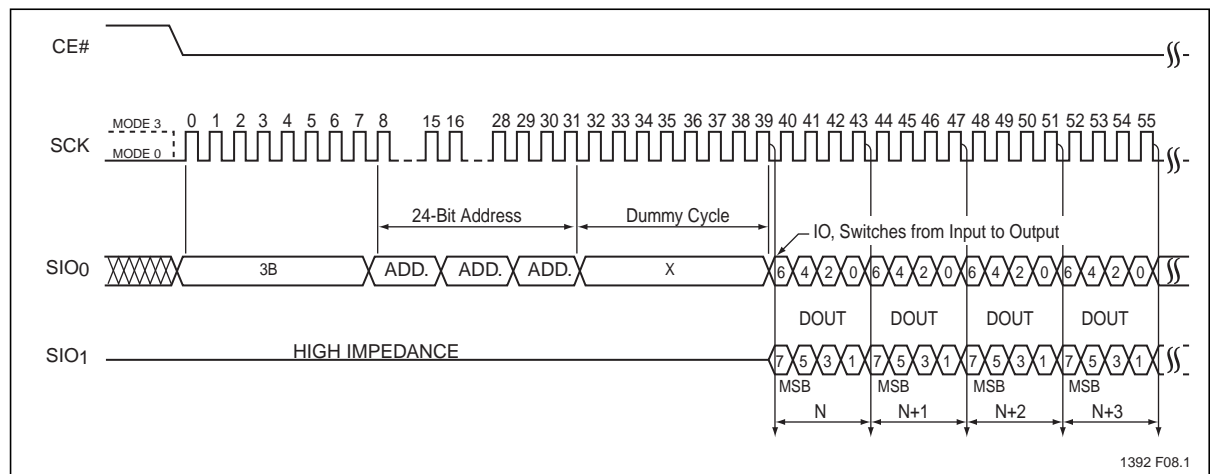 CE#
0 1 2 3 4 5 6 7 8 15 16 28 29 30 31 32 33 34 35 36 37 38 39 40 41 42 43 44 45 46 47 48 49 50 51 52 53 54 55
MODE 3
SCK
MODE 0
24-Bit Address
Dummy Cycle
IO, Switches from Input to Output
SIO0 3B ADD. ADD. ADD. X 6 4 2 0 6 4 2 0 6 4 2 0 6 4 2 0
DOUT DOUT DOUT DOUT
SIO1 HIGH IMPEDANCE 7 5 3 1 7 5 3 1 7 5 3 1 7 5 3 1
MSB MSB MSB MSB
N N+1 N+2 N+3
1392 F08.1